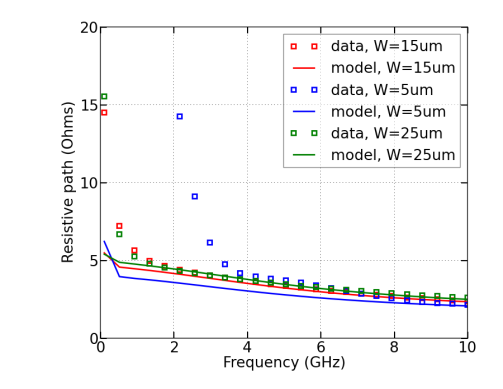 20
15
10
5
0
Resistive path (Ohms)
data, W=15um
model, W=15um
data, W=5um
model, W=5um
data, W=25um
model, W=25um
0 2 4 6 8 10
Frequency (GHz)